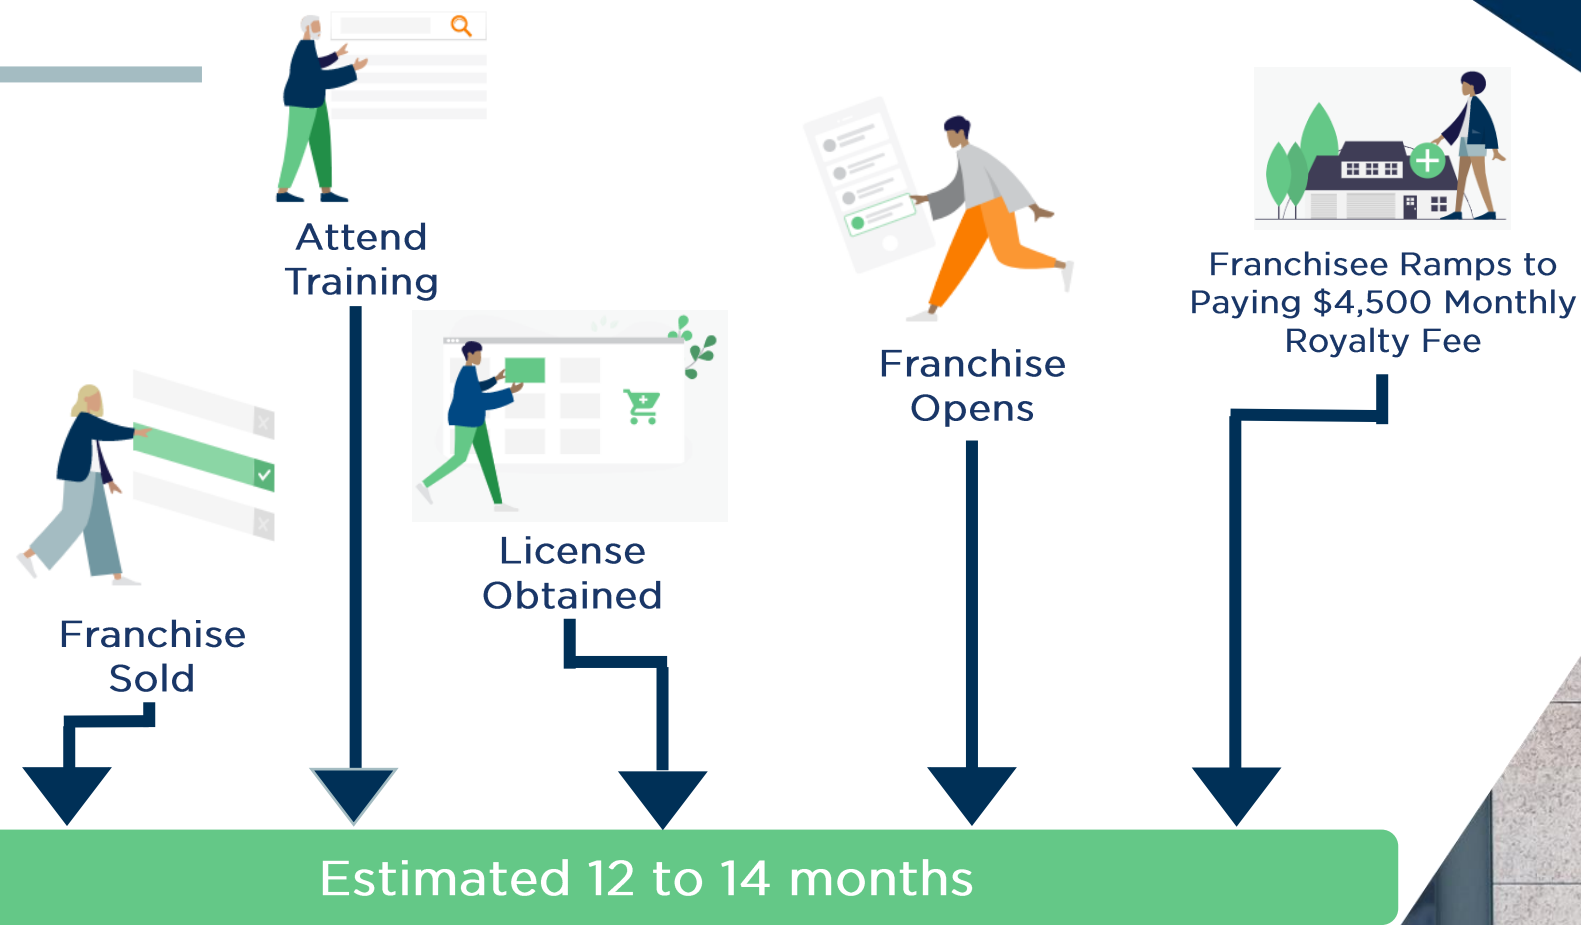 Attend
Training
Franchisee Ramps to
Paying $4,500 Monthly
Royalty Fee
Franchise
Opens
License
Obtained
Franchise
Sold
Estimated 12 to 14 months